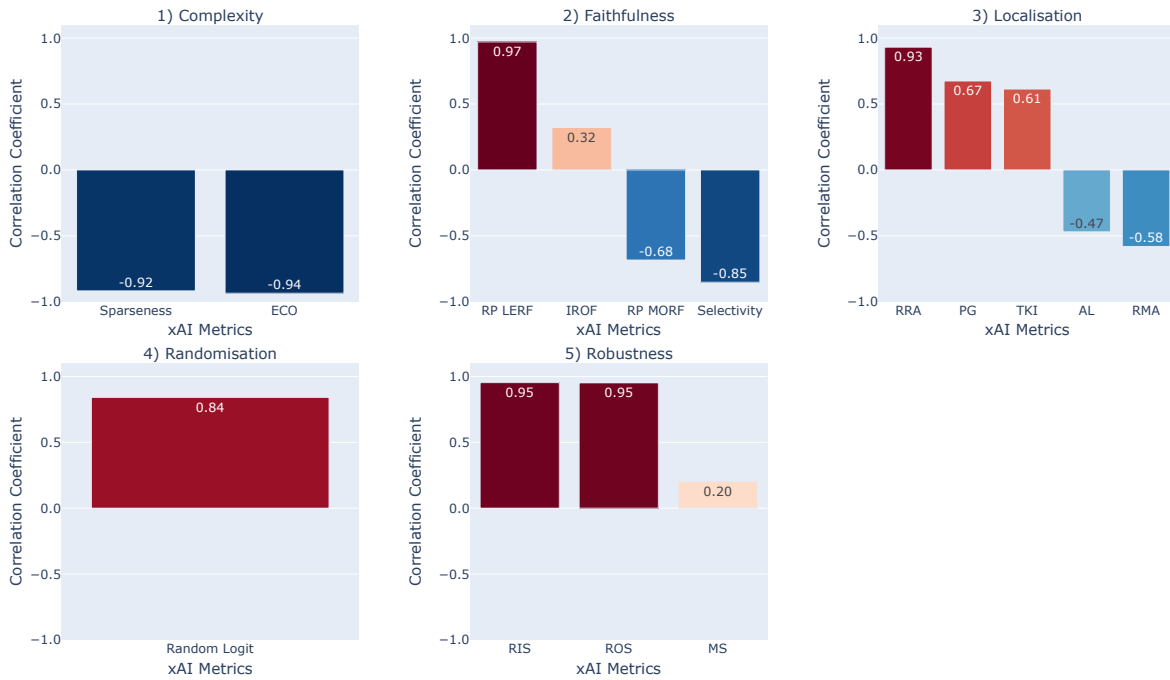 1) Complexity
Correlation Coefficient
1.0
0.5
0.0
−0.5
−1.0
-0.92
-0.94
Sparseness ECO
xAI Metrics
2) Faithfulness
Correlation Coefficient
1.0
0.5
0.0
−0.5
−1.0
0.97
0.32
-0.68
-0.85
RP LERF IROF RP MORF Selectivity
xAI Metrics
3) Localisation
Correlation Coefficient
1.0
0.5
0.0
−0.5
−1.0
0.93
0.67
0.61
-0.47
-0.58
RRA PG TKI AL RMA
xAI Metrics
4) Randomisation
Correlation Coefficient
1.0
0.5
0.0
−0.5
−1.0
0.84
Random Logit
xAI Metrics
5) Robustness
Correlation Coefficient
1.0
0.5
0.0
−0.5
−1.0
0.95
0.95
0.20
RIS ROS MS
xAI Metrics